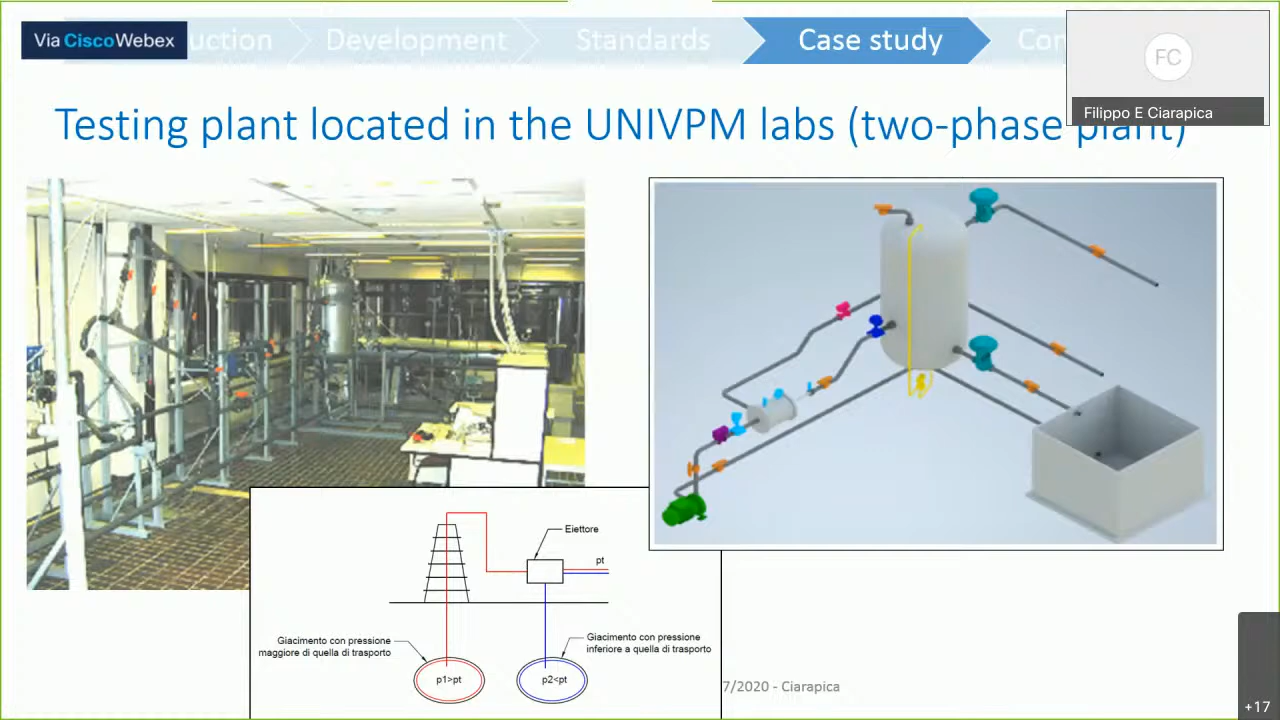 Via CiscoWebex
uction
Development
Standards
Case study
Co
FC
Filippo E Ciarapica
Testing plant located in the UNIVPM labs (two-phase plant)
Eiettore
pt
Giacimento con pressione
maggiore di quella di trasporto
Giacimento con pressione
inferiore a quella di trasporto
p1>pt
p2<pt
7/2020 - Ciarapica
+17